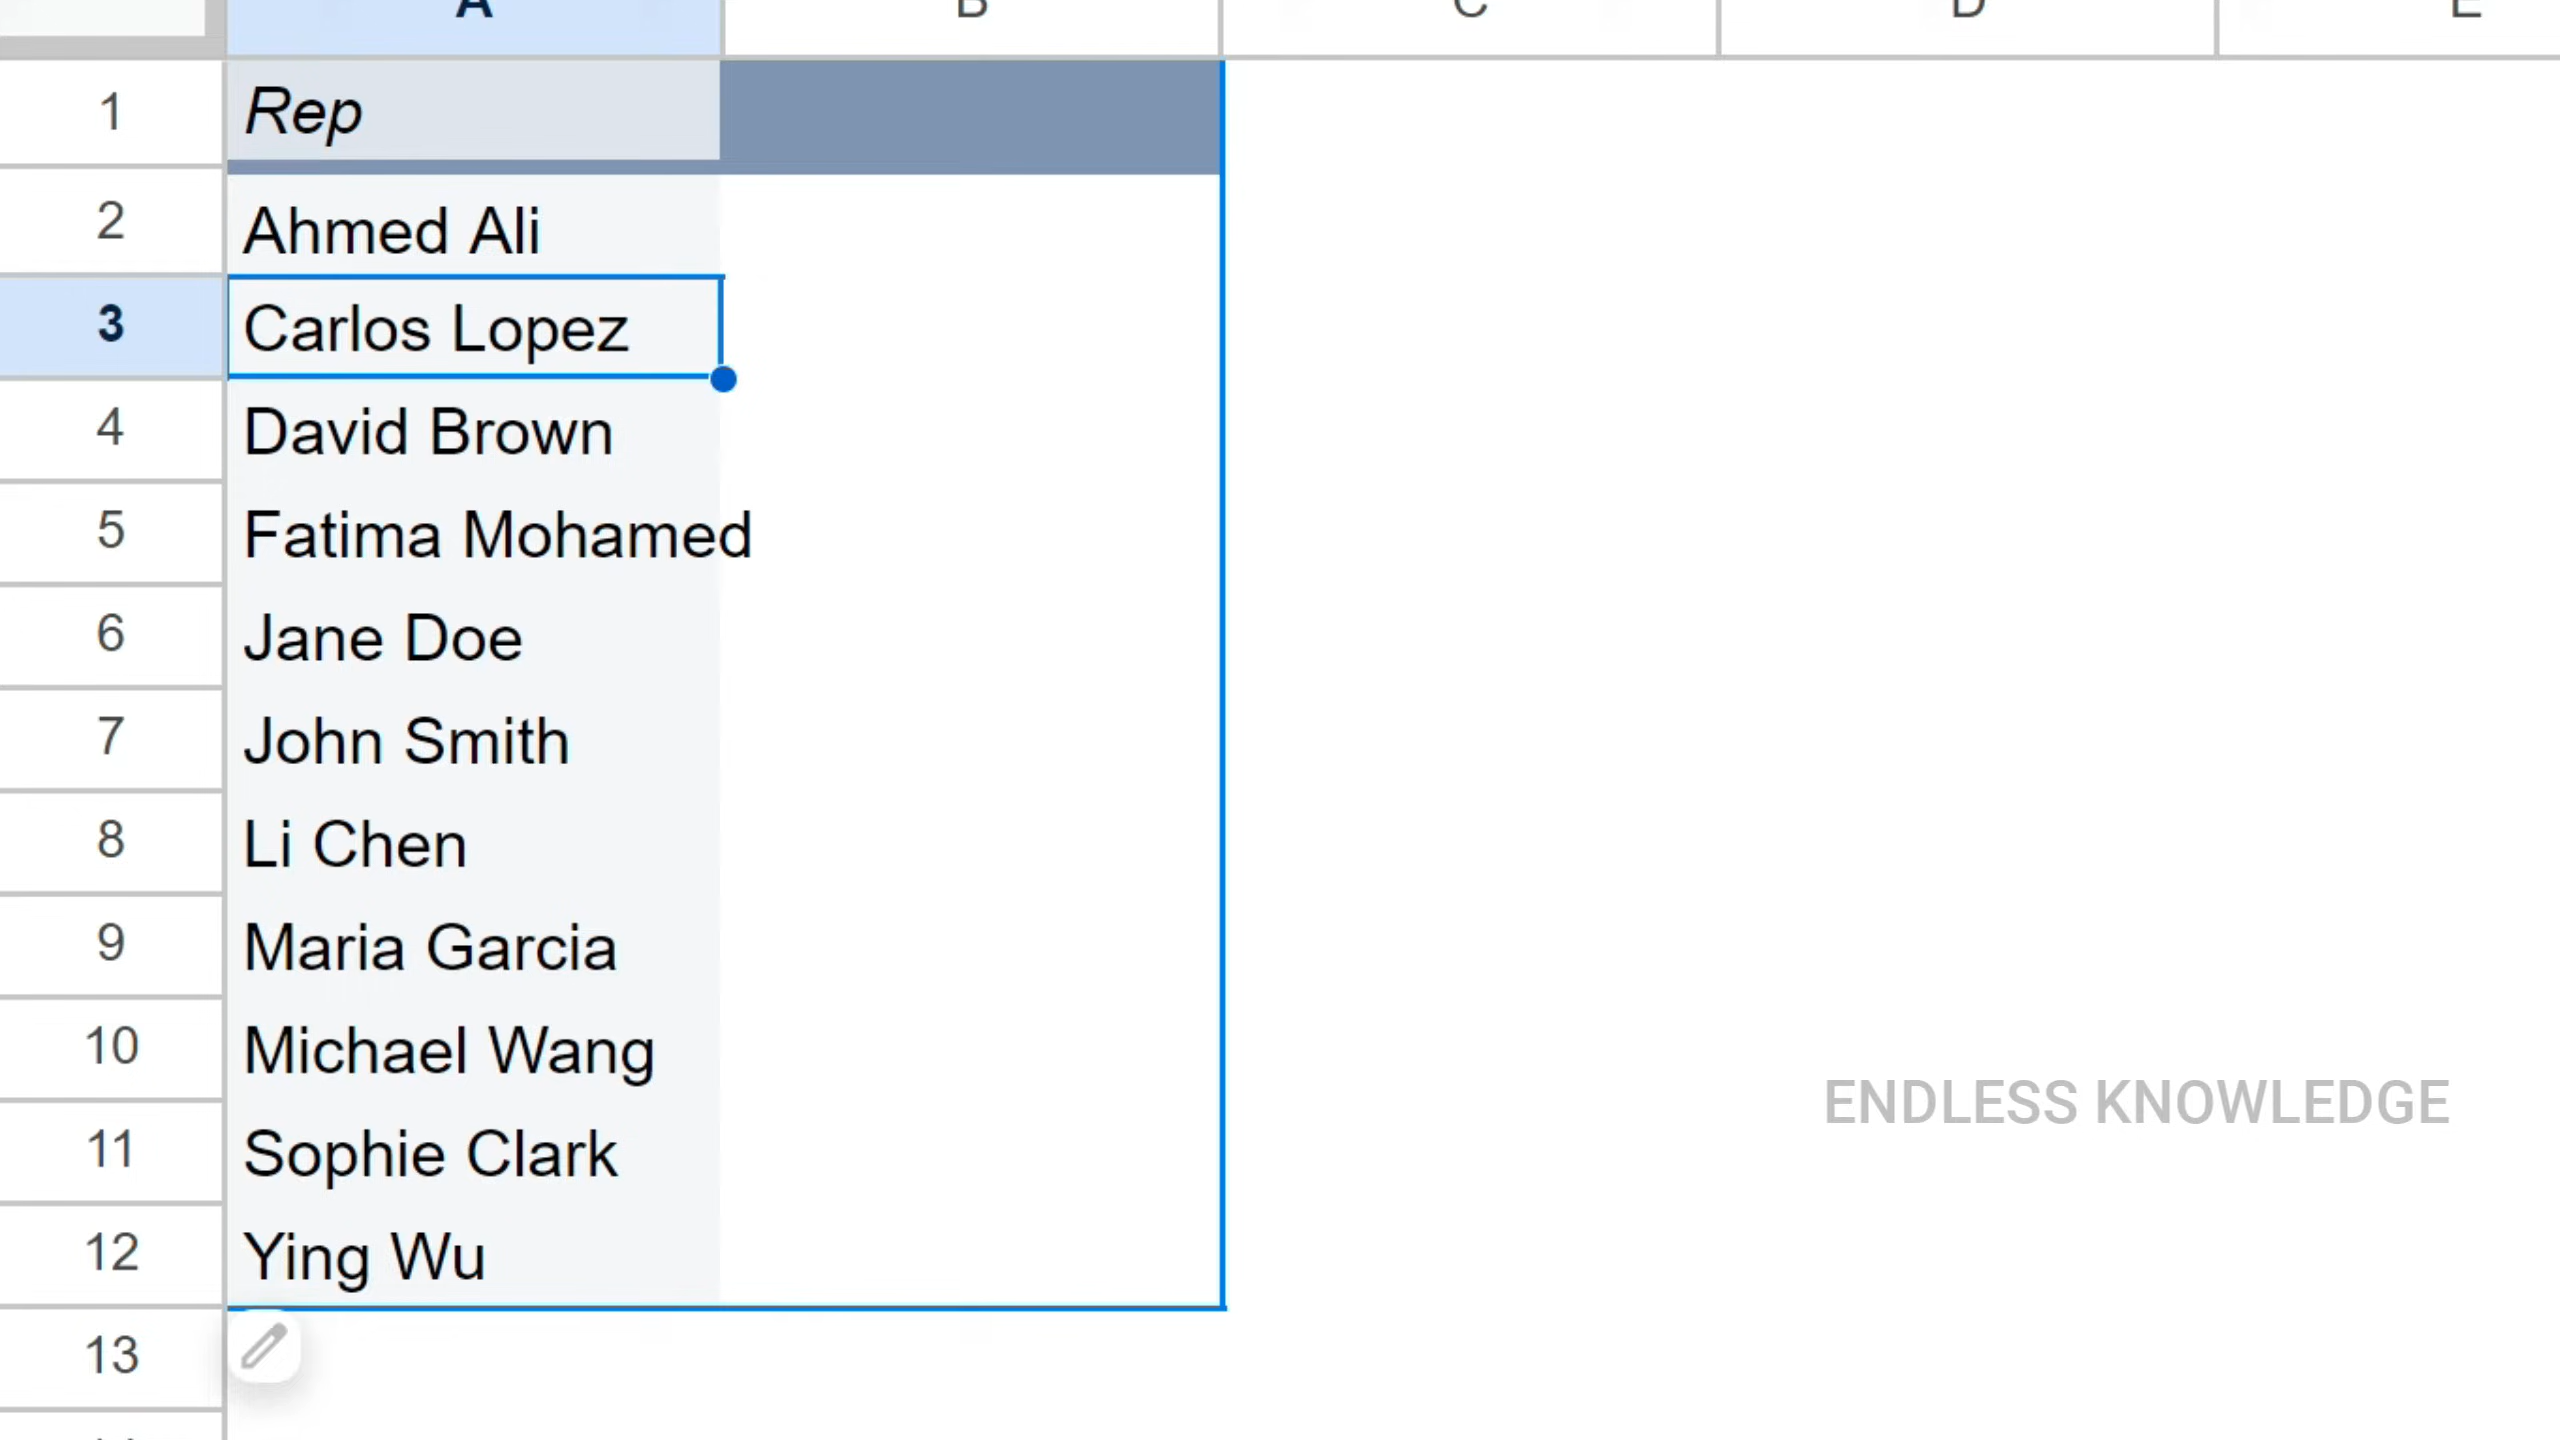 A B C D E
1 Rep
2 Ahmed Ali
3 Carlos Lopez
4 David Brown
5 Fatima Mohamed
6 Jane Doe
7 John Smith
8 Li Chen
9 Maria Garcia
10 Michael Wang
ENDLESS KNOWLEDGE
11 Sophie Clark
12 Ying Wu
13